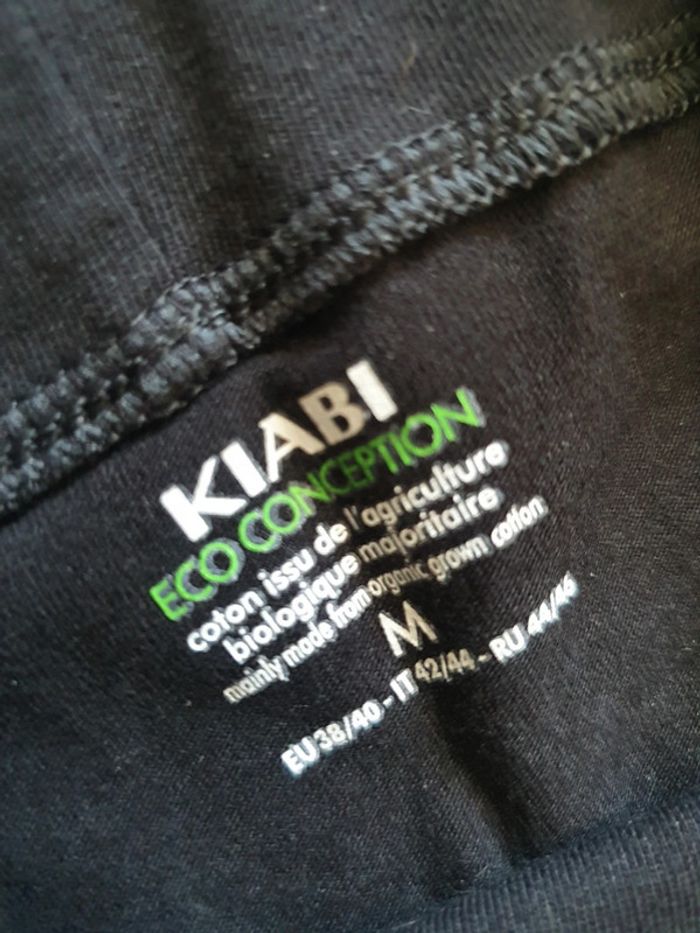 KIABI
ECO CONCEPTION
coton issu de l'agriculture
biologique majoritaire
mainly made from organic grown cotton
M
EU 38/40 - IT 42/44 - RU 44/46